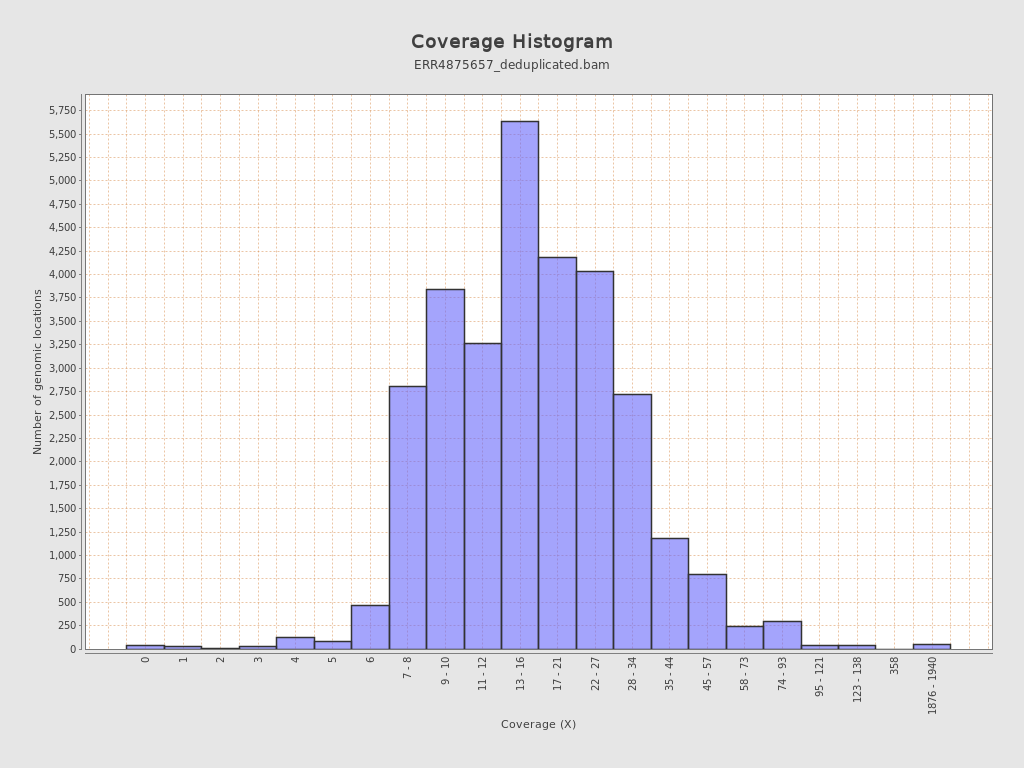 Coverage Histogram
ERR4875657_deduplicated.bam
Number of genomic locations
5,750
5,500
5,250
5,000
4,750
4,500
4,250
4,000
3,750
3,500
3,250
3,000
2,750
2,500
2,250
2,000
1,750
1,500
1,250
1,000
750
500
250
0
0
1
2
3
4
5
6
7 - 8
9 - 10
11 - 12
13 - 16
17 - 21
22 - 27
28 - 34
35 - 44
45 - 57
58 - 73
74 - 93
95 - 121
123 - 138
358
1876 - 1940
Coverage (X)